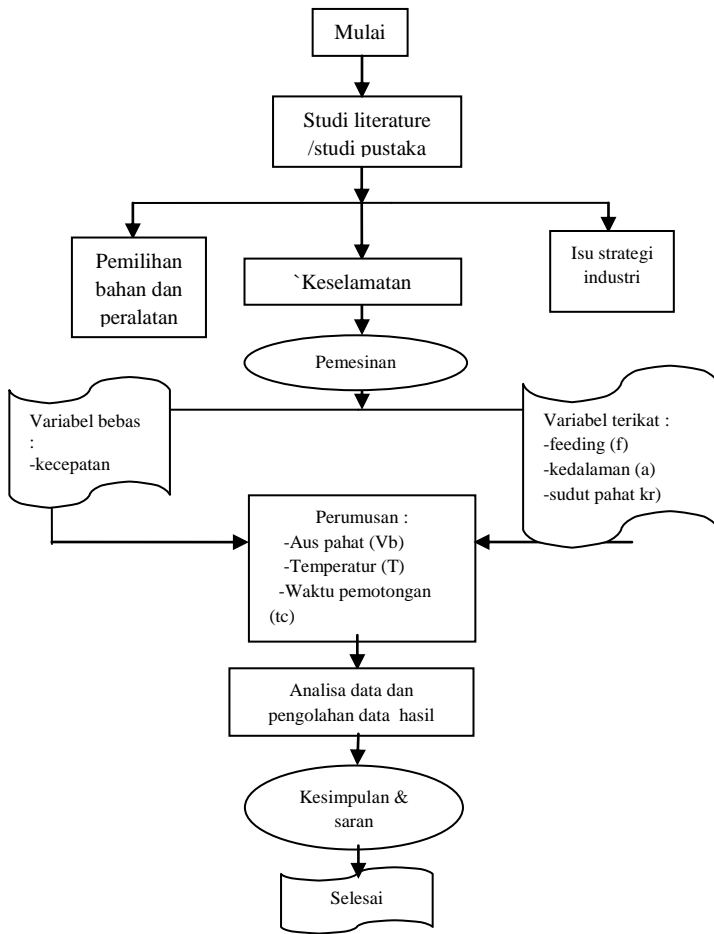 Mulai
Studi literature
/studi pustaka
Pemilihan
bahan dan
peralatan
`Keselamatan
Isu strategi
industri
Pemesinan
Variabel bebas
:
-kecepatan
Variabel terikat :
-feeding (f)
-kedalaman (a)
-sudut pahat kr)
Perumusan :
-Aus pahat (Vb)
-Temperatur (T)
-Waktu pemotongan
(tc)
Analisa data dan
pengolahan data hasil
Kesimpulan &
saran
Selesai